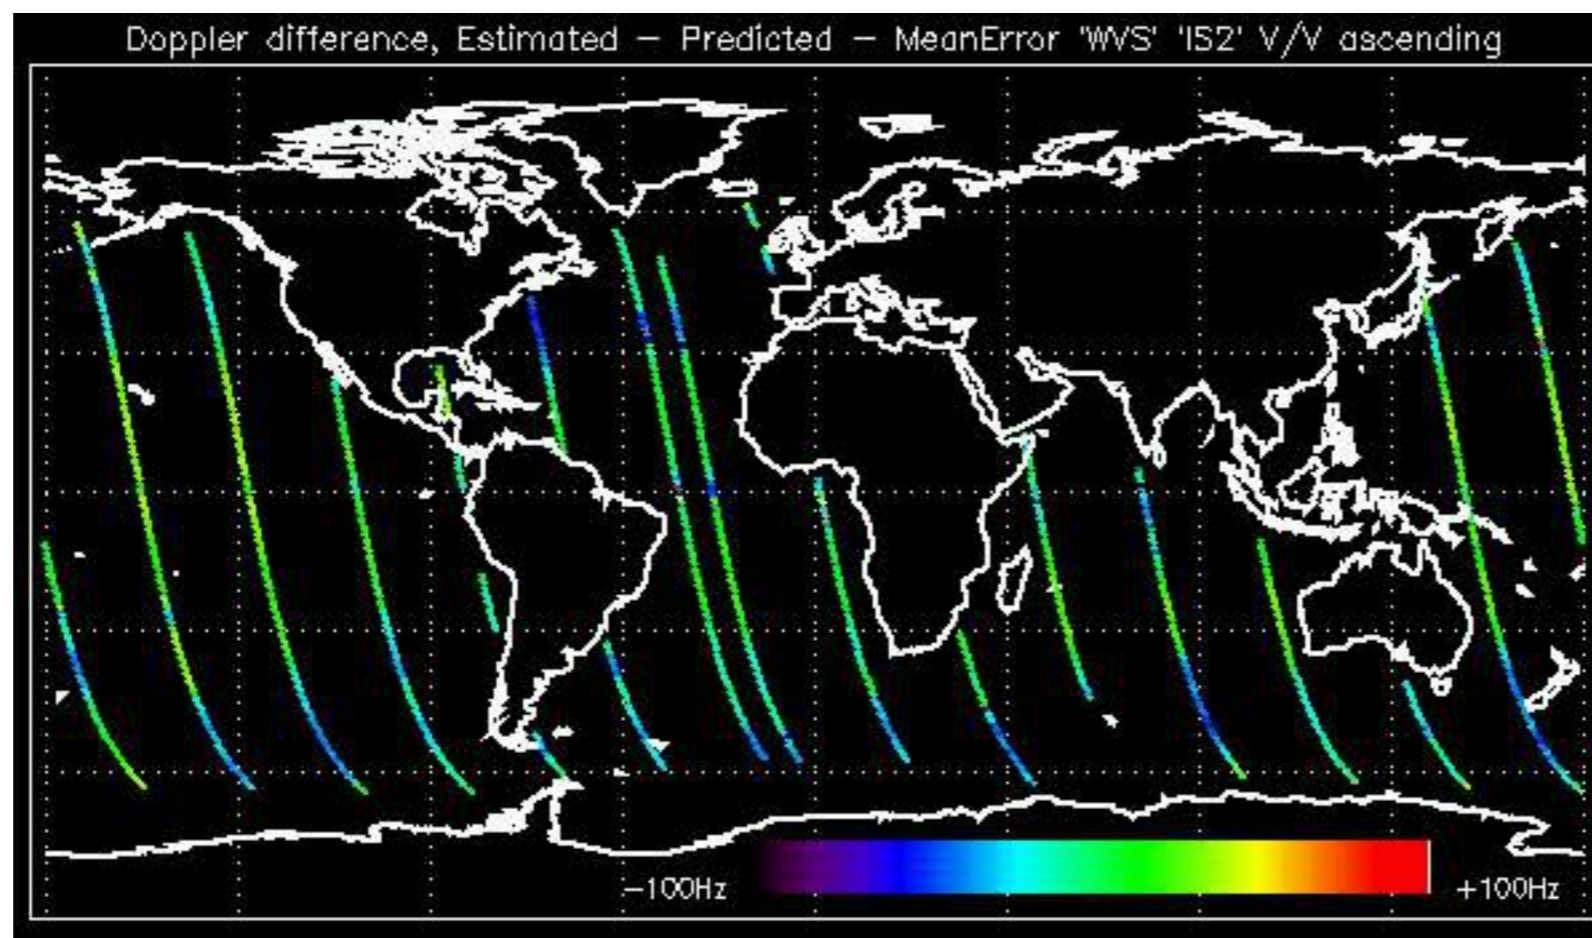 Doppler difference, Estimated − Predicted − MeanError 'WVS' 'IS2' V/V ascending
−100Hz
+100Hz